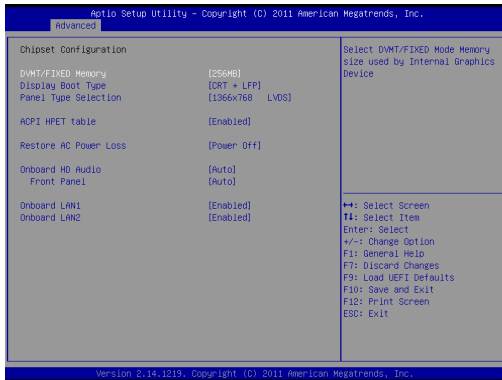 Aptio Setup Utility – Copyright (C) 2011 American Megatrends, Inc.
Advanced
Chipset Configuration
DVMT/FIXED Memory [256MB]
Display Boot Type [CRT + LFP]
Panel Type Selection [1366x768 LVDS]
ACPI HPET table [Enabled]
Restore AC Power Loss [Power Off]
Onboard HD Audio [Auto]
Front Panel [Auto]
Onboard LAN1 [Enabled]
Onboard LAN2 [Enabled]
Select DVMT/FIXED Mode Memory
size used by Internal Graphics
Device
↔: Select Screen
↑↓: Select Item
Enter: Select
+/-: Change Option
F1: General Help
F7: Discard Changes
F9: Load UEFI Defaults
F10: Save and Exit
F12: Print Screen
ESC: Exit
Version 2.14.1219. Copyright (C) 2011 American Megatrends, Inc.